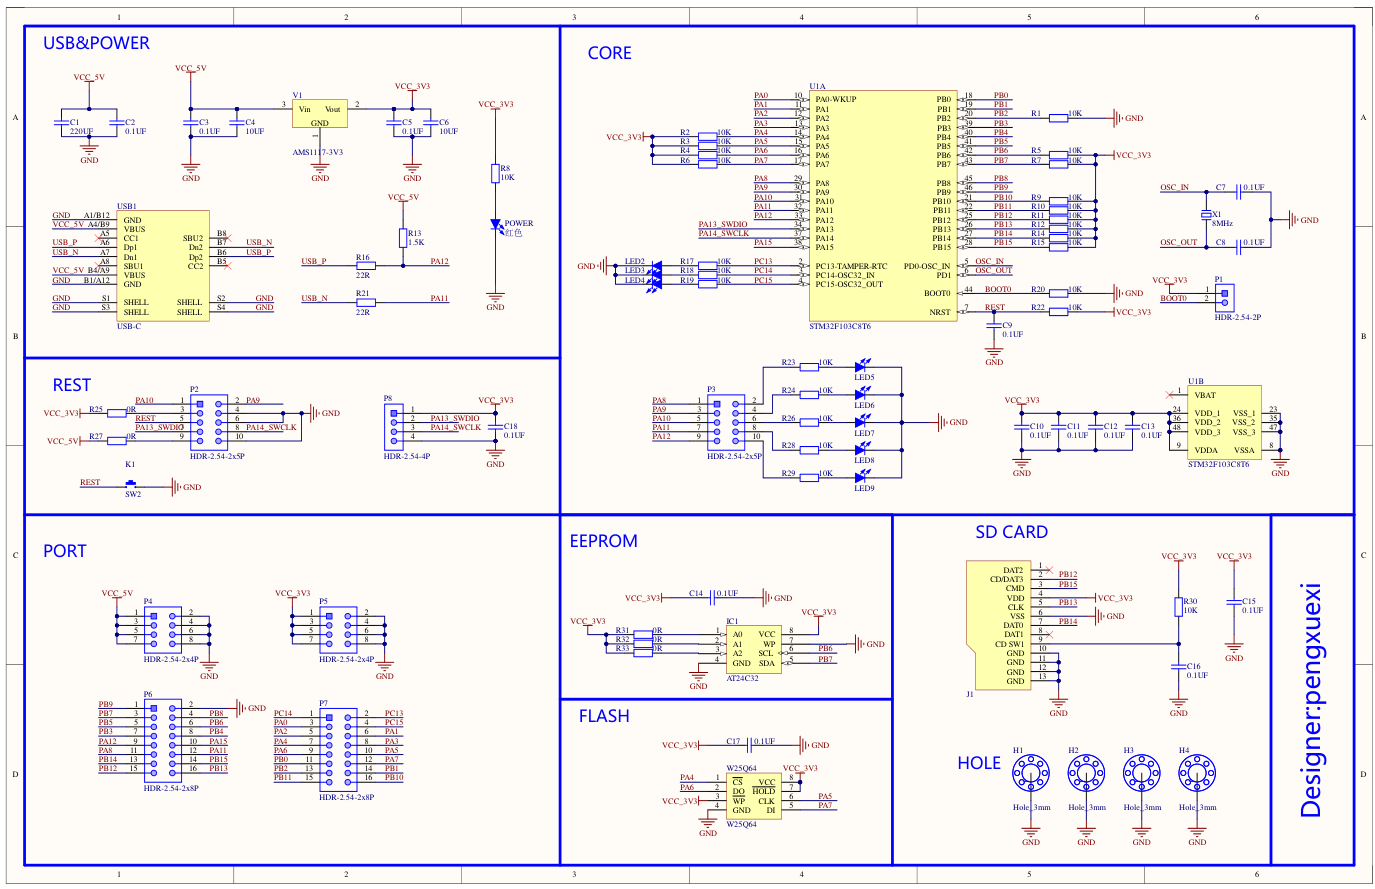 1 2 3 4 5 6
A
B
C
D
USB&POWER
VCC_5V
C1
220UF
C2
0.1UF
GND
VCC_5V
C3
0.1UF
C4
10UF
GND
V1
3 Vin Vout 2
GND
1
AMS1117-3V3
GND
VCC_3V3
C5
0.1UF
C6
10UF
GND
VCC_3V3
R8
10K
POWER
红色
GND
USB1
GND A1/B12 GND
VCC_5V A4/B9 VBUS
A5 CC1 SBU2 B8
USB_P A6 Dp1 Dn2 B7 USB_N
USB_N A7 Dn1 Dp2 B6 USB_P
A8 SBU1 CC2 B5
VCC_5V B4/A9 VBUS
GND B1/A12 GND
GND S1 SHELL SHELL S2 GND
GND S3 SHELL SHELL S4 GND
USB-C
VCC_5V
R13
1.5K
USB_P R16 PA12
22R
USB_N R21 PA11
22R
REST
VCC_3V3 R25 0R
VCC_5V R27 0R
P2
PA10 1 2 PA9
3 4
REST 5 6
PA13_SWDIO 7 8 PA14_SWCLK
9 10
GND
HDR-2.54-2x5P
P8
1
2 PA13_SWDIO
3 PA14_SWCLK
4
HDR-2.54-4P
VCC_3V3
C18
0.1UF
GND
K1
REST SW2 GND
CORE
U1A
PA0 10 PA0-WKUP PB0 18 PB0
PA1 11 PA1 PB1 19 PB1
PA2 12 PA2 PB2 20 PB2 R1 10K GND
PA3 13 PA3 PB3 39 PB3
VCC_3V3 R2 10K PA4 14 PA4 PB4 40 PB4
R3 10K PA5 15 PA5 PB5 41 PB5
R4 10K PA6 16 PA6 PB6 42 PB6 R5 10K VCC_3V3
R6 10K PA7 17 PA7 PB7 43 PB7 R7 10K
PA8 29 PA8 PB8 45 PB8
PA9 30 PA9 PB9 46 PB9
PA10 31 PA10 PB10 21 PB10 R9 10K
PA11 32 PA11 PB11 22 PB11 R10 10K
PA12 33 PA12 PB12 25 PB12 R11 10K
PA13_SWDIO 34 PA13 PB13 26 PB13 R12 10K
PA14_SWCLK 37 PA14 PB14 27 PB14 R14 10K
PA15 38 PA15 PB15 28 PB15 R15 10K
GND LED2 R17 10K PC13 2 PC13-TAMPER-RTC PD0-OSC_IN 5 OSC_IN
LED3 R18 10K PC14 3 PC14-OSC32_IN PD1 6 OSC_OUT
LED4 R19 10K PC15 4 PC15-OSC32_OUT
BOOT0 44 BOOT0 R20 10K GND
NRST 7 REST R22 10K VCC_3V3
STM32F103C8T6
C9
0.1UF
GND
OSC_IN C7 0.1UF
X1
8MHz
GND
OSC_OUT C8 0.1UF
P1
VCC_3V3 1
BOOT0 2
HDR-2.54-2P
P3
PA8 1 2
PA9 3 4
PA10 5 6
PA11 7 8
PA12 9 10
HDR-2.54-2x5P
R23 10K LED5
R24 10K LED6
R26 10K LED7
R28 10K LED8
R29 10K LED9
GND
VCC_3V3
C10
0.1UF
C11
0.1UF
C12
0.1UF
C13
0.1UF
GND
U1B
1 VBAT
24 VDD_1 VSS_1 23
36 VDD_2 VSS_2 35
48 VDD_3 VSS_3 47
9 VDDA VSSA 8
STM32F103C8T6
GND
PORT
VCC_5V
P4
1 2
3 4
5 6
7 8
HDR-2.54-2x4P
GND
VCC_3V3
P5
1 2
3 4
5 6
7 8
HDR-2.54-2x4P
GND
P6
PB9 1 2 GND
PB7 3 4 PB8
PB5 5 6 PB6
PB3 7 8 PB4
PA12 9 10 PA15
PA8 11 12 PA11
PB14 13 14 PB15
PB12 15 16 PB13
HDR-2.54-2x8P
P7
PC14 1 2 PC13
PA0 3 4 PC15
PA2 5 6 PA1
PA4 7 8 PA3
PA6 9 10 PA5
PB0 11 12 PA7
PB2 13 14 PB1
PB11 15 16 PB10
HDR-2.54-2x8P
EEPROM
VCC_3V3 C14 0.1UF GND
VCC_3V3
R31 0R
R32 0R
R33 0R
IC1
1 A0 VCC 8 VCC_3V3
2 A1 WP 7 GND
3 A2 SCL 6 PB6
4 GND SDA 5 PB7
AT24C32
GND
FLASH
VCC_3V3 C17 0.1UF GND
W25Q64
PA4 1 CS VCC 8 VCC_3V3
PA6 2 DO HOLD 7
VCC_3V3 3 WP CLK 6 PA5
4 GND DI 5 PA7
W25Q64
GND
SD CARD
DAT2 1
CD/DAT3 2 PB12
CMD 3 PB15
VDD 4 VCC_3V3
CLK 5 PB13
VSS 6 GND
DAT0 7 PB14
DAT1 8
CD SW1 9
GND 10
GND 11
GND 12
GND 13
J1
GND
VCC_3V3
R30
10K
C16
0.1UF
GND
VCC_3V3
C15
0.1UF
GND
HOLE
H1 H2 H3 H4
Hole_3mm Hole_3mm Hole_3mm Hole_3mm
GND GND GND GND
Designer:pengxuexi
1 2 3 4 5 6
A
B
C
D